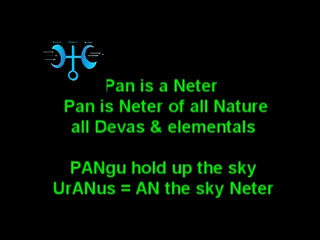 Pan is a Neter
Pan is Neter of all Nature
all Devas & elementals
PANgu hold up the sky
UrANus = AN the sky Neter